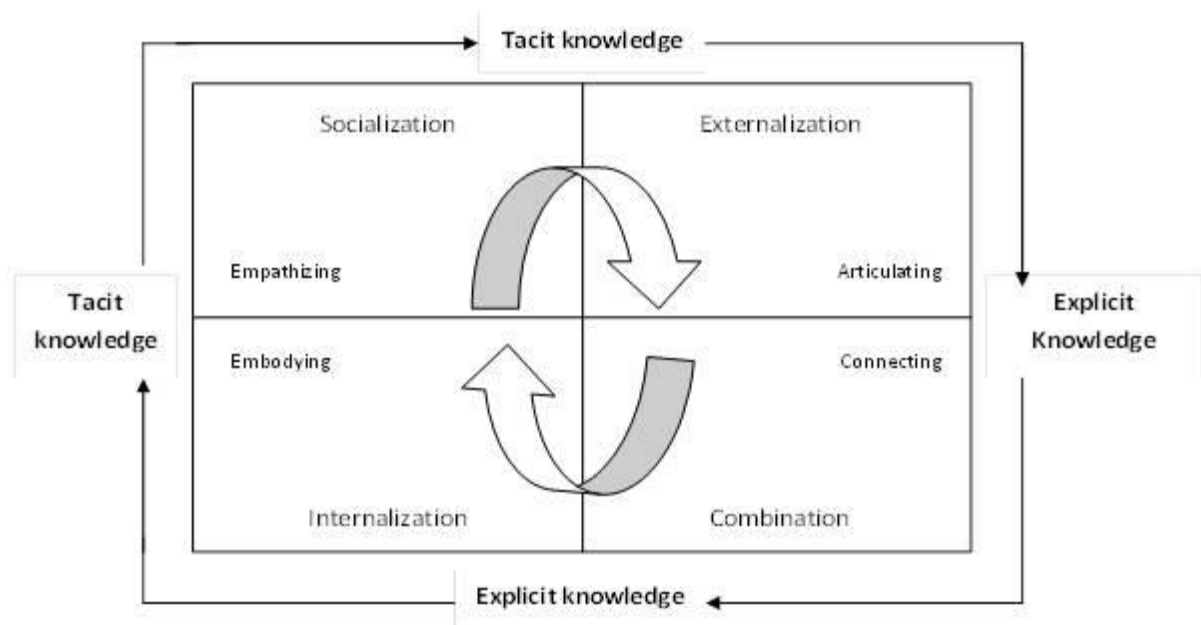 Tacit knowledge
Socialization
Externalization
Empathizing
Articulating
Tacit
knowledge
Explicit
Knowledge
Embodying
Connecting
Internalization
Combination
Explicit knowledge